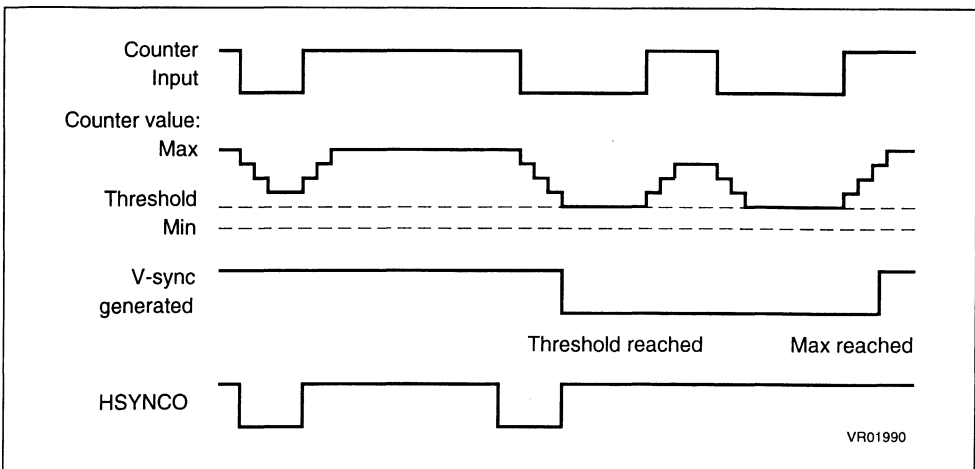 Counter
Input
Counter value:
Max
Threshold
Min
V-sync
generated
Threshold reached
Max reached
HSYNCO
VR01990